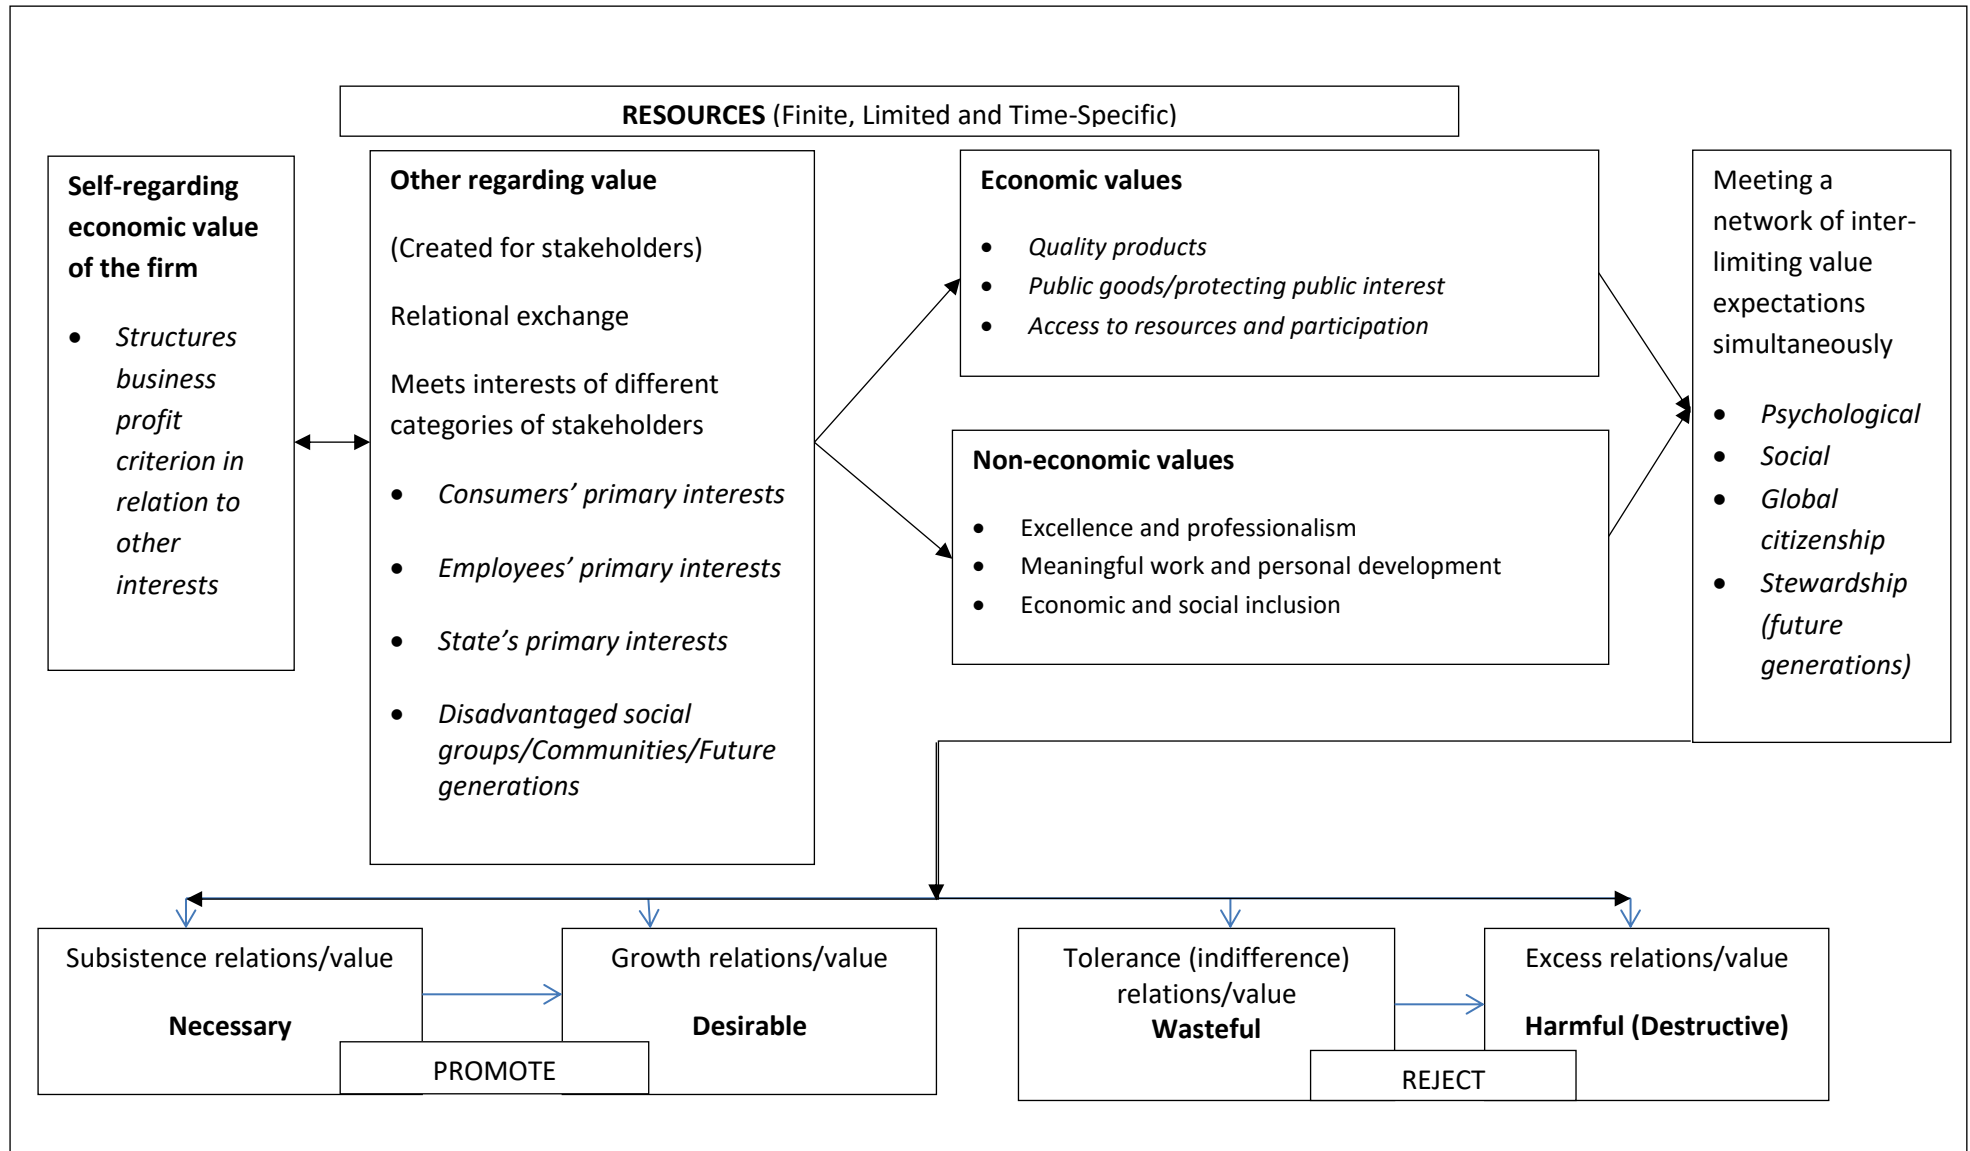 RESOURCES (Finite, Limited and Time-Specific)
Self-regarding
economic value
of the firm
• Structures
business
profit
criterion in
relation to
other
interests
Other regarding value
(Created for stakeholders)
Relational exchange
Meets interests of different
categories of stakeholders
• Consumers’ primary interests
• Employees’ primary interests
• State’s primary interests
• Disadvantaged social
groups/Communities/Future
generations
Economic values
• Quality products
• Public goods/protecting public interest
• Access to resources and participation
Non-economic values
• Excellence and professionalism
• Meaningful work and personal development
• Economic and social inclusion
Meeting a
network of inter-
limiting value
expectations
simultaneously
• Psychological
• Social
• Global
citizenship
• Stewardship
(future
generations)
Subsistence relations/value
Necessary
Growth relations/value
Desirable
PROMOTE
Tolerance (indifference)
relations/value
Wasteful
Excess relations/value
Harmful (Destructive)
REJECT